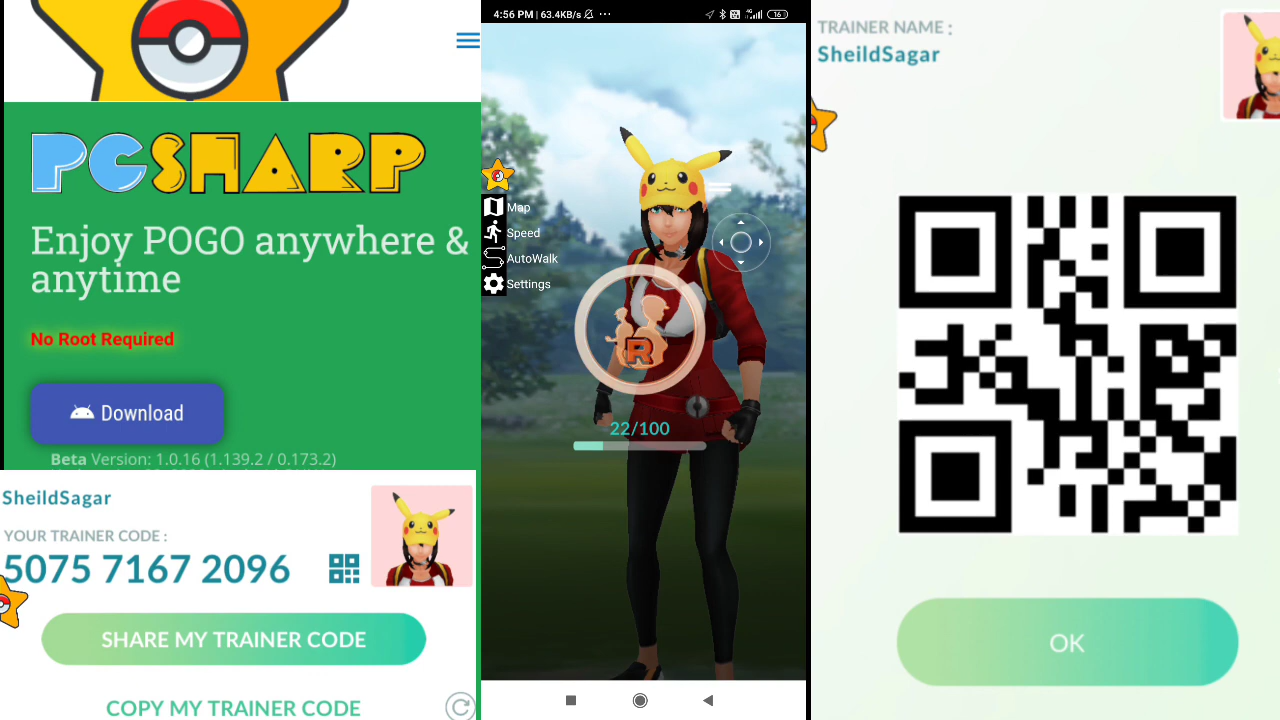 PGSHARP
Enjoy POGO anywhere &
anytime
No Root Required
Download
Beta Version: 1.0.16 (1.139.2 / 0.173.2)
SheildSagar
YOUR TRAINER CODE :
5075 7167 2096
SHARE MY TRAINER CODE
COPY MY TRAINER CODE
4:56 PM | 63.4KB/s ···
4G
16
Map
Speed
AutoWalk
Settings
R
22/100
TRAINER NAME :
SheildSagar
OK